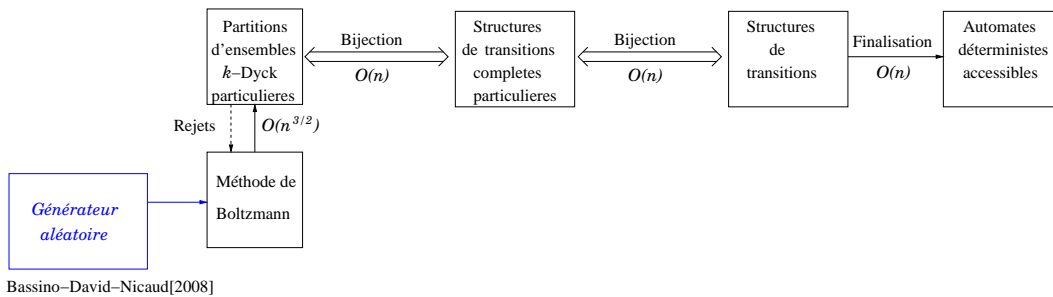 Partitions
d'ensembles
k–Dyck
particulieres
Bijection
O(n)
Structures
de transitions
completes
particulieres
Bijection
O(n)
Structures
de
transitions
Finalisation
O(n)
Automates
déterministes
accessibles
Rejets
O(n^{3/2})
Méthode de
Boltzmann
Générateur
aléatoire
Bassino–David–Nicaud[2008]